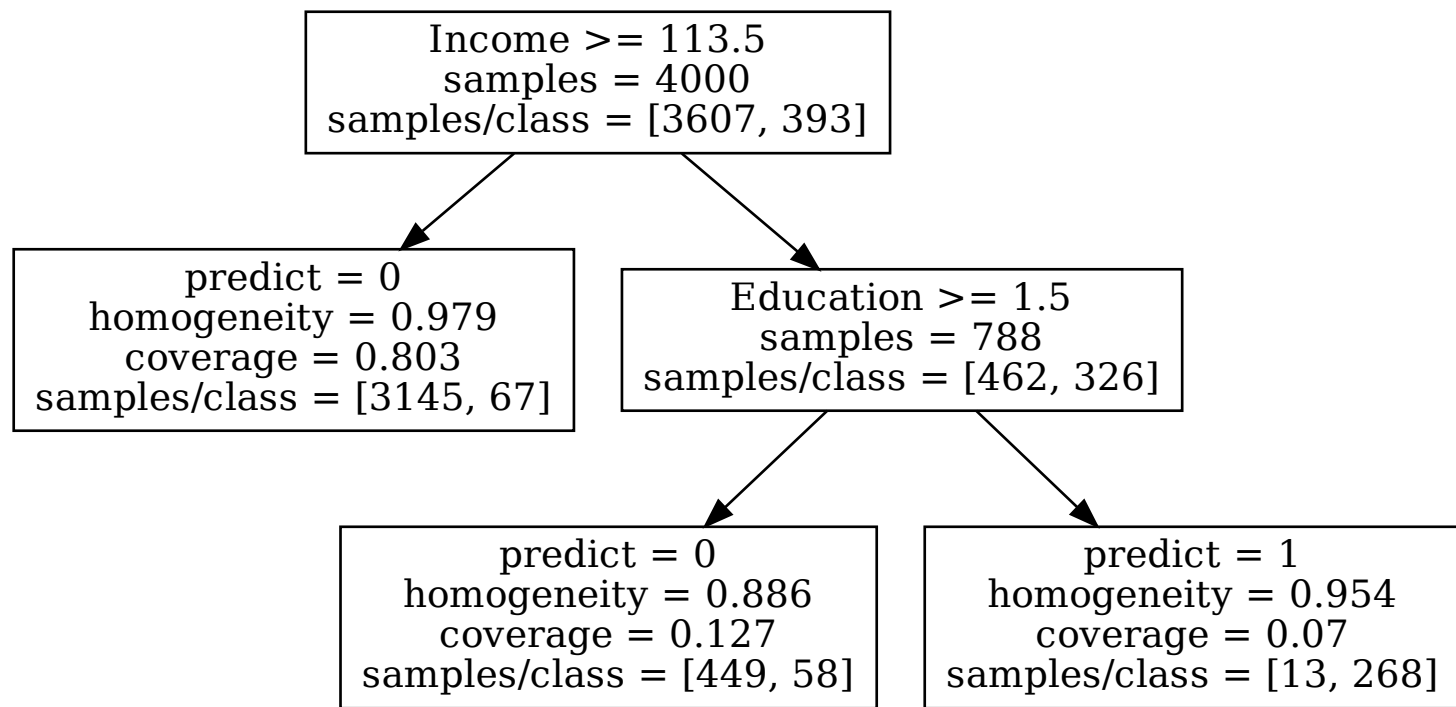 Income >= 113.5
samples = 4000
samples/class = [3607, 393]
predict = 0
homogeneity = 0.979
coverage = 0.803
samples/class = [3145, 67]
Education >= 1.5
samples = 788
samples/class = [462, 326]
predict = 0
homogeneity = 0.886
coverage = 0.127
samples/class = [449, 58]
predict = 1
homogeneity = 0.954
coverage = 0.07
samples/class = [13, 268]